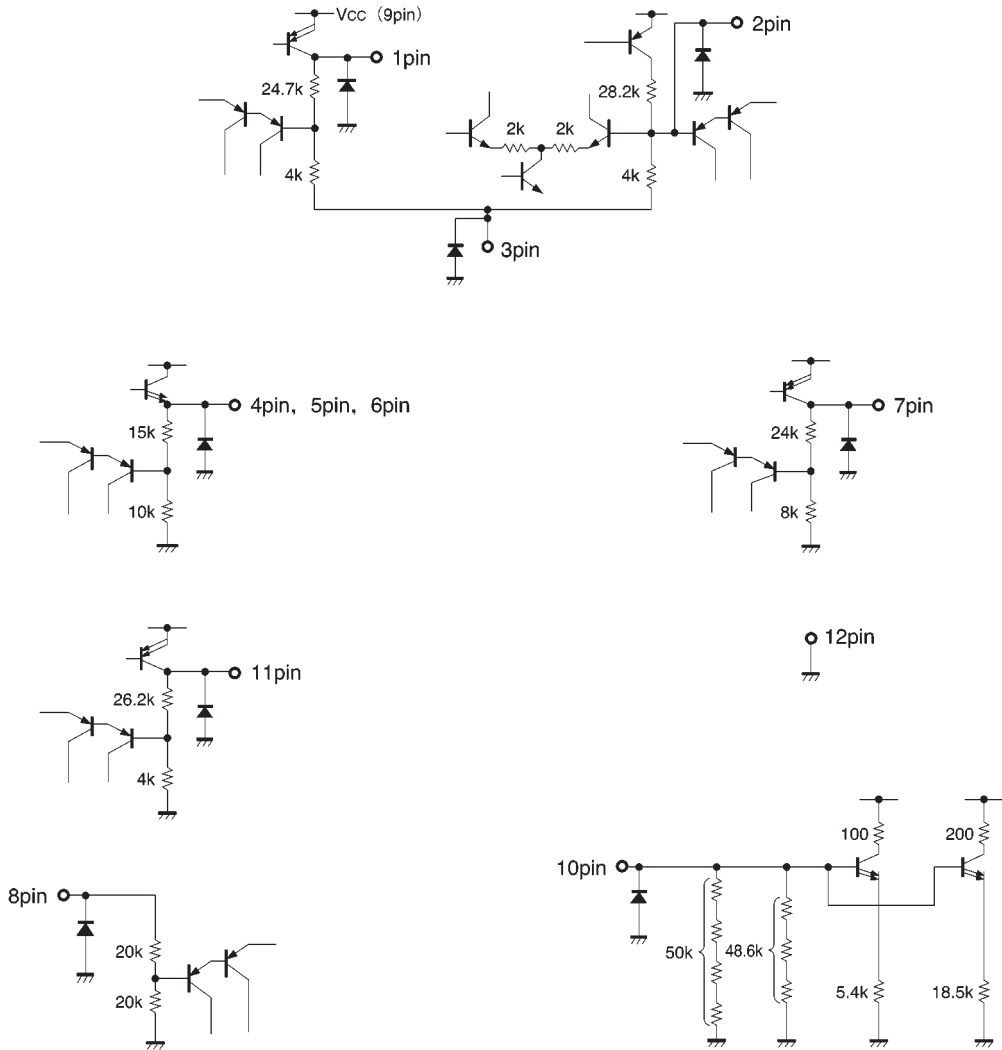 VCC (9pin)
1pin
24.7k
4k
2pin
28.2k
2k 2k
4k
3pin
4pin, 5pin, 6pin
15k
10k
7pin
24k
8k
11pin
26.2k
4k
12pin
8pin
20k
20k
10pin
100
200
50k
48.6k
5.4k
18.5k